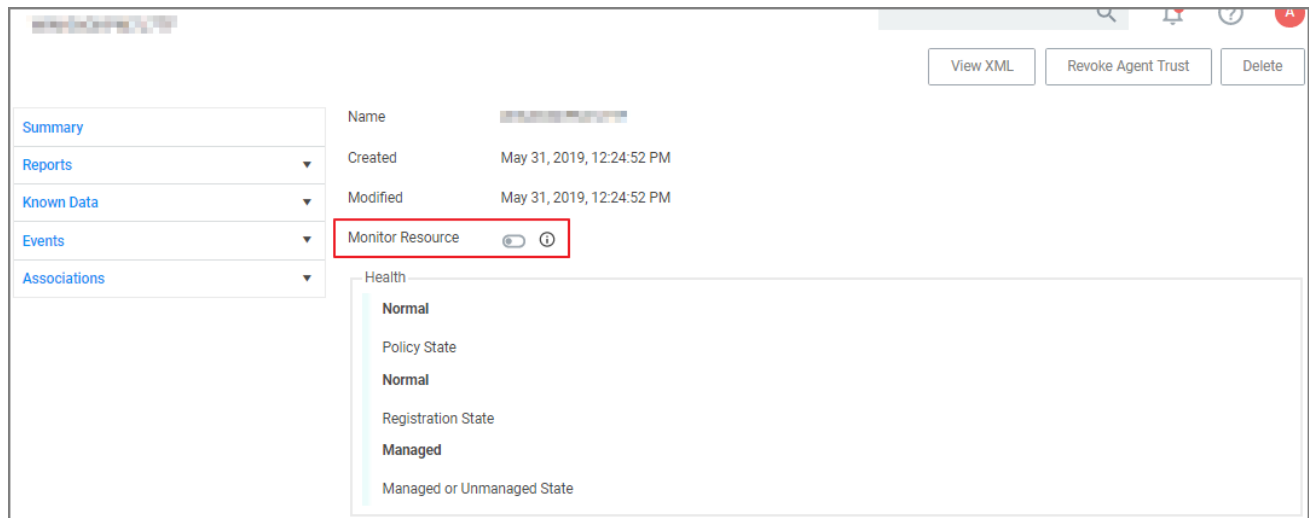 A
View XML Revoke Agent Trust Delete
Summary
Reports
Known Data
Events
Associations
Name
Created May 31, 2019, 12:24:52 PM
Modified May 31, 2019, 12:24:52 PM
Monitor Resource
Health
Normal
Policy State
Normal
Registration State
Managed
Managed or Unmanaged State